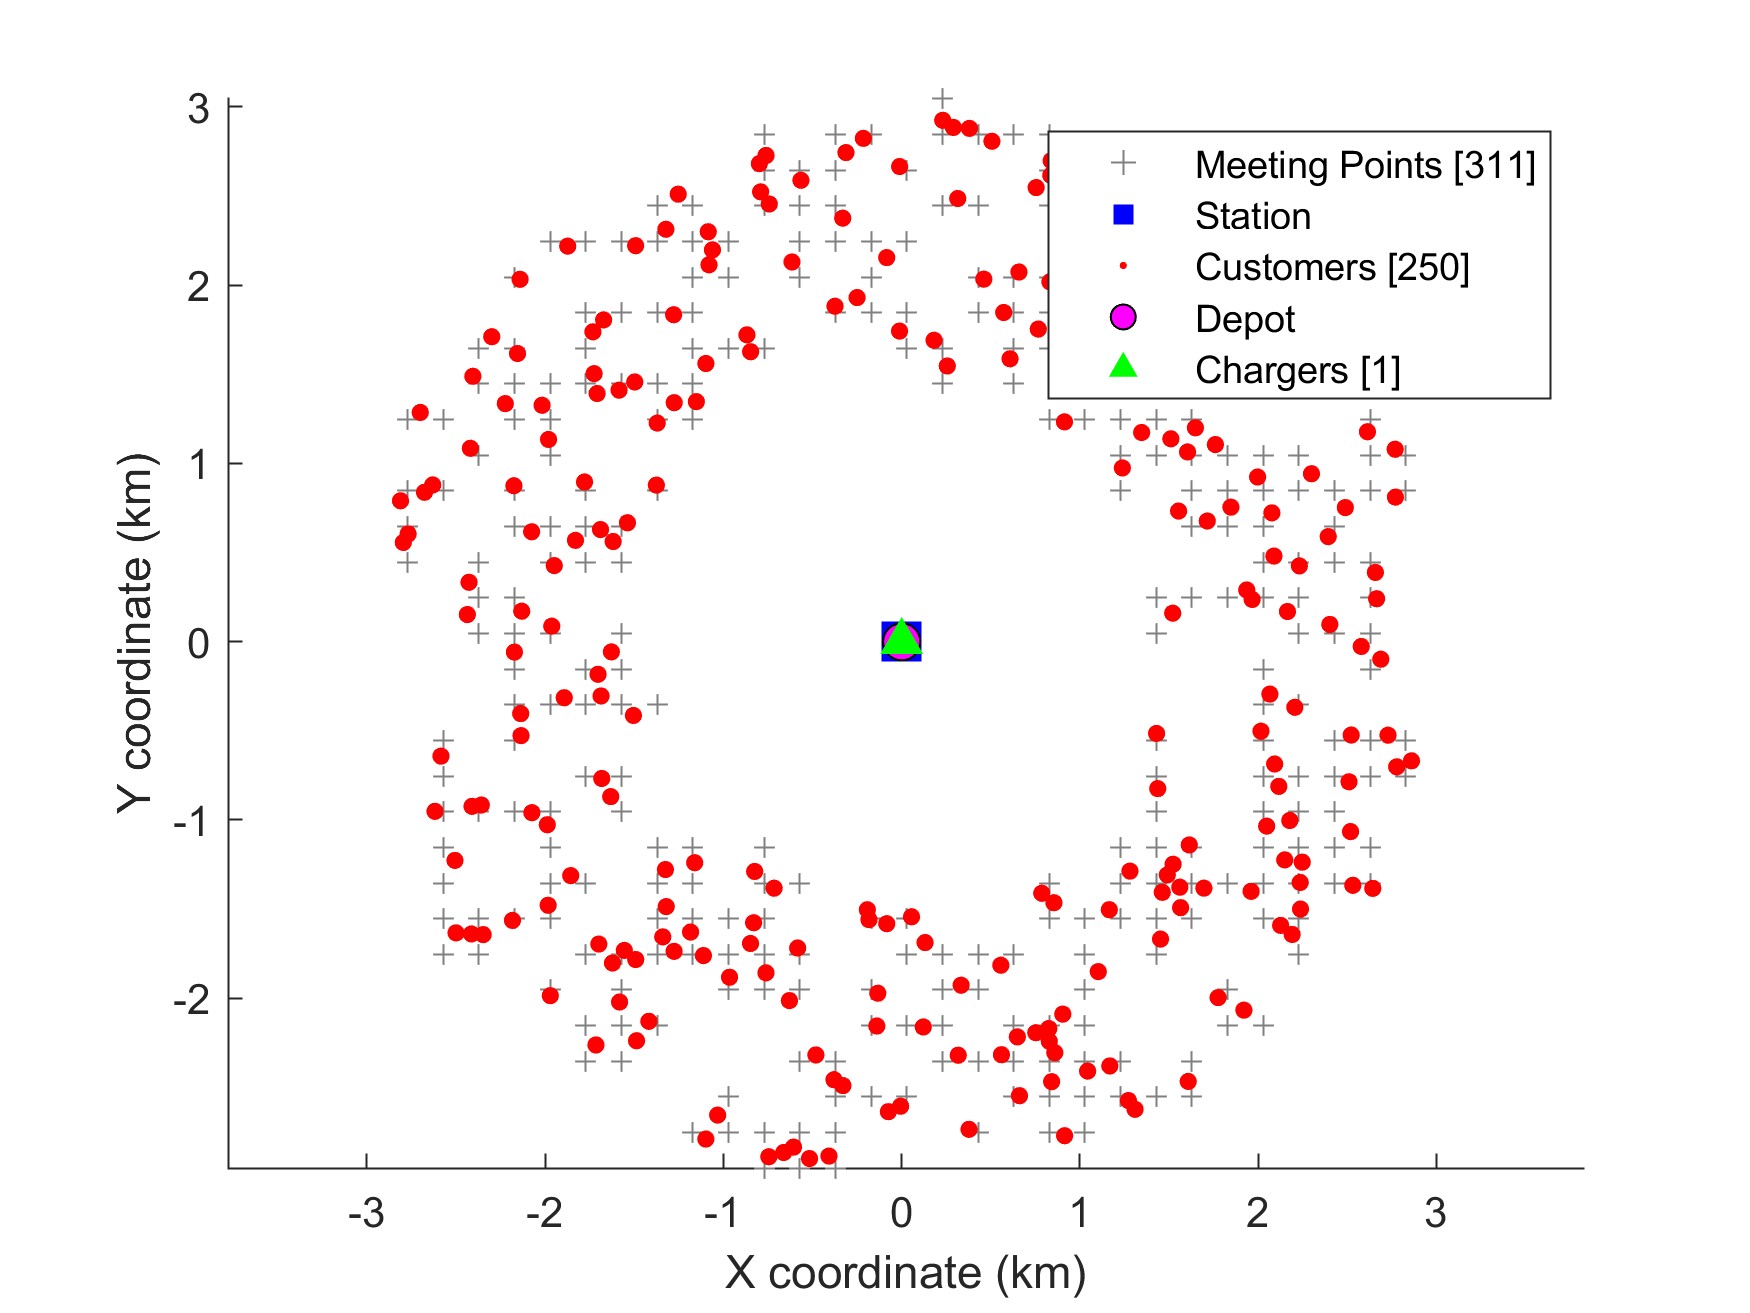 3
2
1
0
-1
-2
Y coordinate (km)
Meeting Points [311]
Station
Customers [250]
Depot
Chargers [1]
-3
-2
-1
0
1
2
3
X coordinate (km)